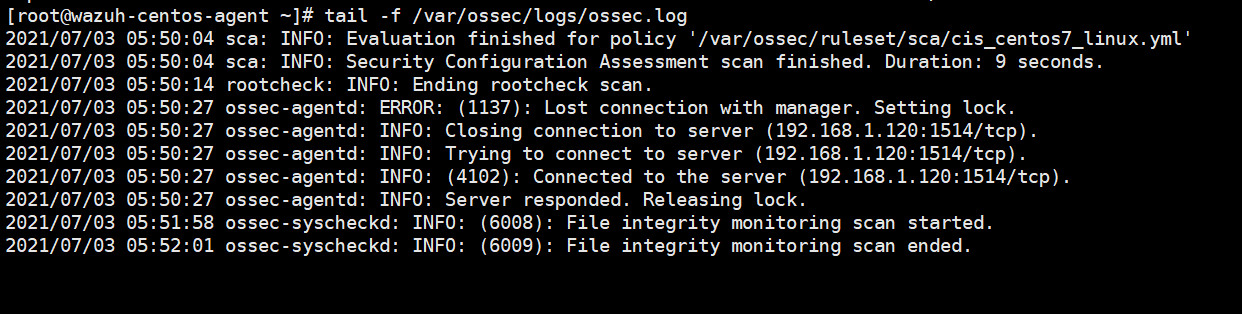 [root@wazuh-centos-agent ~]# tail -f /var/ossec/logs/ossec.log
2021/07/03 05:50:04 sca: INFO: Evaluation finished for policy '/var/ossec/ruleset/sca/cis_centos7_linux.yml'
2021/07/03 05:50:04 sca: INFO: Security Configuration Assessment scan finished. Duration: 9 seconds.
2021/07/03 05:50:14 rootcheck: INFO: Ending rootcheck scan.
2021/07/03 05:50:27 ossec-agentd: ERROR: (1137): Lost connection with manager. Setting lock.
2021/07/03 05:50:27 ossec-agentd: INFO: Closing connection to server (192.168.1.120:1514/tcp).
2021/07/03 05:50:27 ossec-agentd: INFO: Trying to connect to server (192.168.1.120:1514/tcp).
2021/07/03 05:50:27 ossec-agentd: INFO: (4102): Connected to the server (192.168.1.120:1514/tcp).
2021/07/03 05:50:27 ossec-agentd: INFO: Server responded. Releasing lock.
2021/07/03 05:51:58 ossec-syscheckd: INFO: (6008): File integrity monitoring scan started.
2021/07/03 05:52:01 ossec-syscheckd: INFO: (6009): File integrity monitoring scan ended.